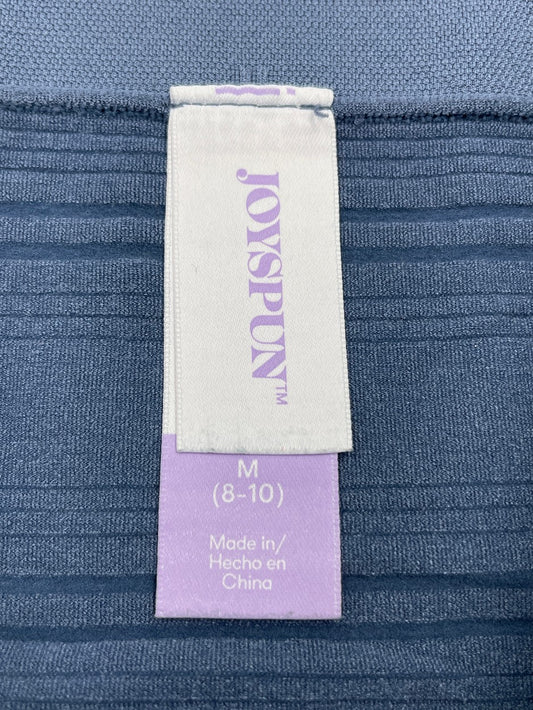 JOYSPUN™
M
(8-10)
Made in/
Hecho en
China